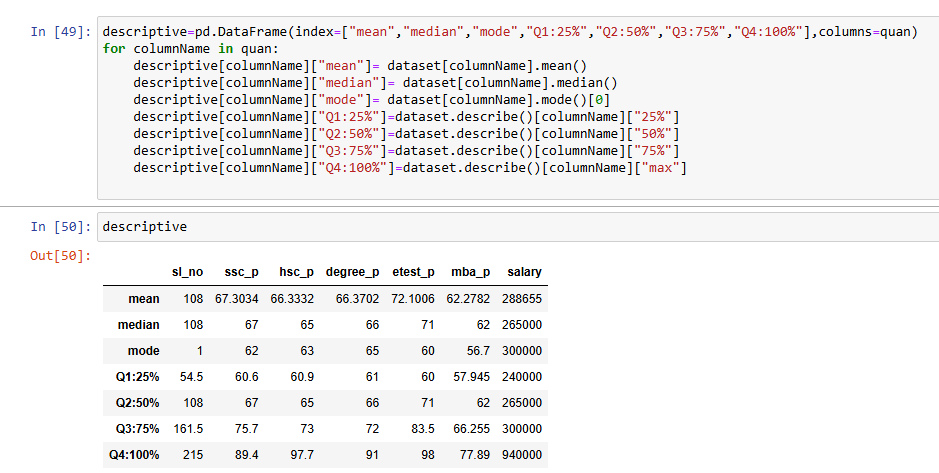 In [49]: descriptive=pd.DataFrame(index=["mean","median","mode","Q1:25%","Q2:50%","Q3:75%","Q4:100%"],columns=quan)
for columnName in quan:
    descriptive[columnName]["mean"]= dataset[columnName].mean()
    descriptive[columnName]["median"]= dataset[columnName].median()
    descriptive[columnName]["mode"]= dataset[columnName].mode()[0]
    descriptive[columnName]["Q1:25%"]=dataset.describe()[columnName]["25%"]
    descriptive[columnName]["Q2:50%"]=dataset.describe()[columnName]["50%"]
    descriptive[columnName]["Q3:75%"]=dataset.describe()[columnName]["75%"]
    descriptive[columnName]["Q4:100%"]=dataset.describe()[columnName]["max"]
In [50]: descriptive
Out[50]:
sl_no ssc_p hsc_p degree_p etest_p mba_p salary
mean 108 67.3034 66.3332 66.3702 72.1006 62.2782 288655
median 108 67 65 66 71 62 265000
mode 1 62 63 65 60 56.7 300000
Q1:25% 54.5 60.6 60.9 61 60 57.945 240000
Q2:50% 108 67 65 66 71 62 265000
Q3:75% 161.5 75.7 73 72 83.5 66.255 300000
Q4:100% 215 89.4 97.7 91 98 77.89 940000